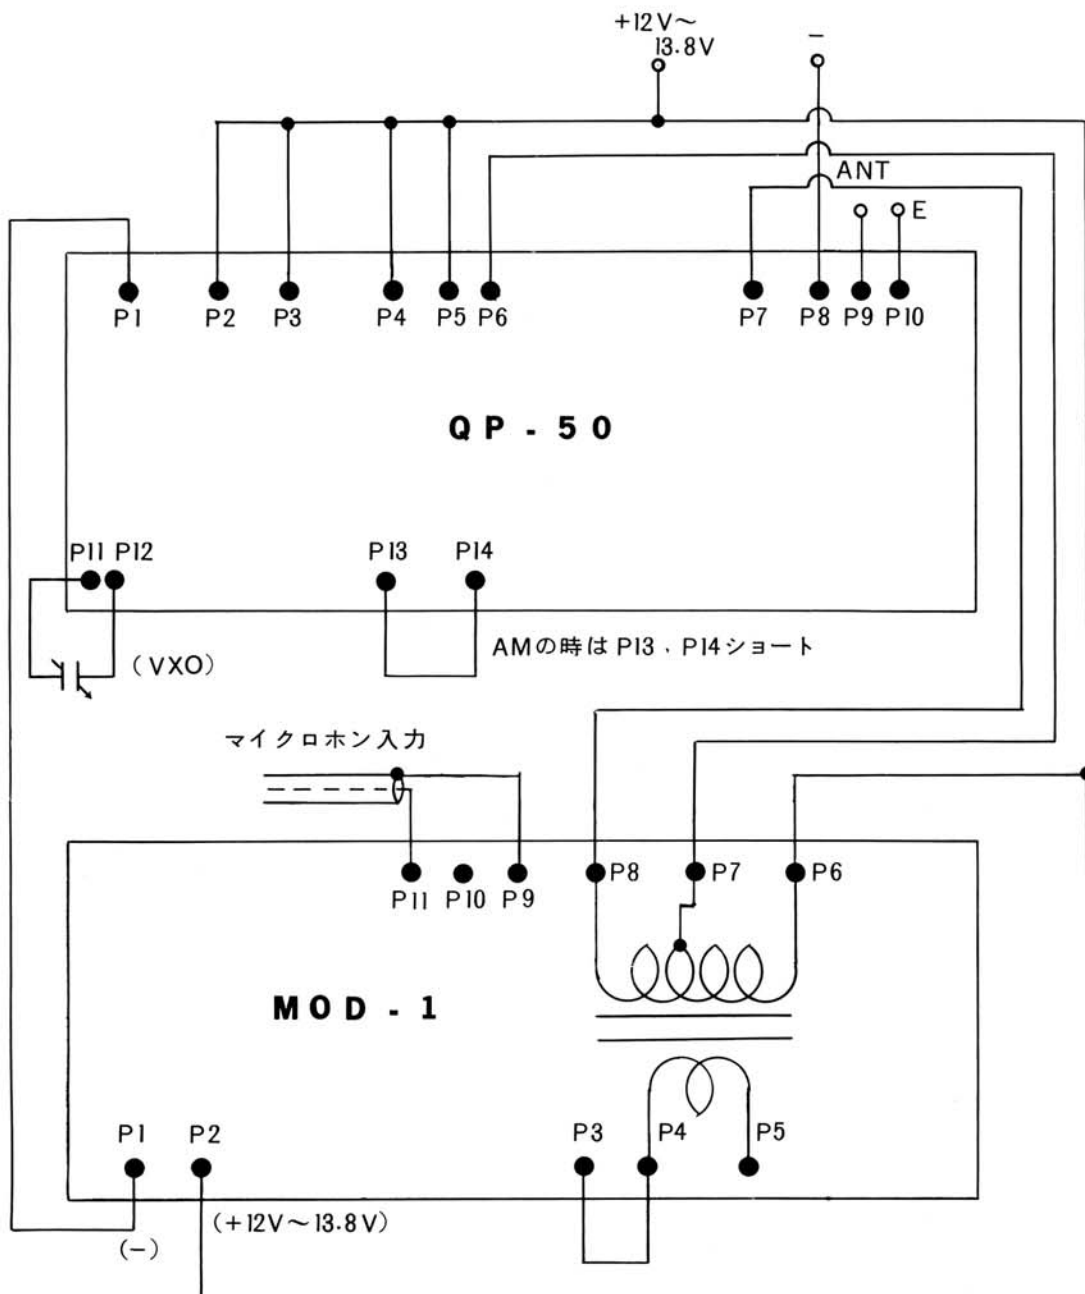 +12V～
13.8V
−
ANT
E
P1 P2 P3 P4 P5 P6 P7 P8 P9 P10
QP-50
P11 P12 P13 P14
AMの時はP13，P14ショート
(VXO)
マイクロホン入力
P11 P10 P9 P8 P7 P6
MOD-1
P1 P2 P3 P4 P5
(+12V～13.8V)
(−)